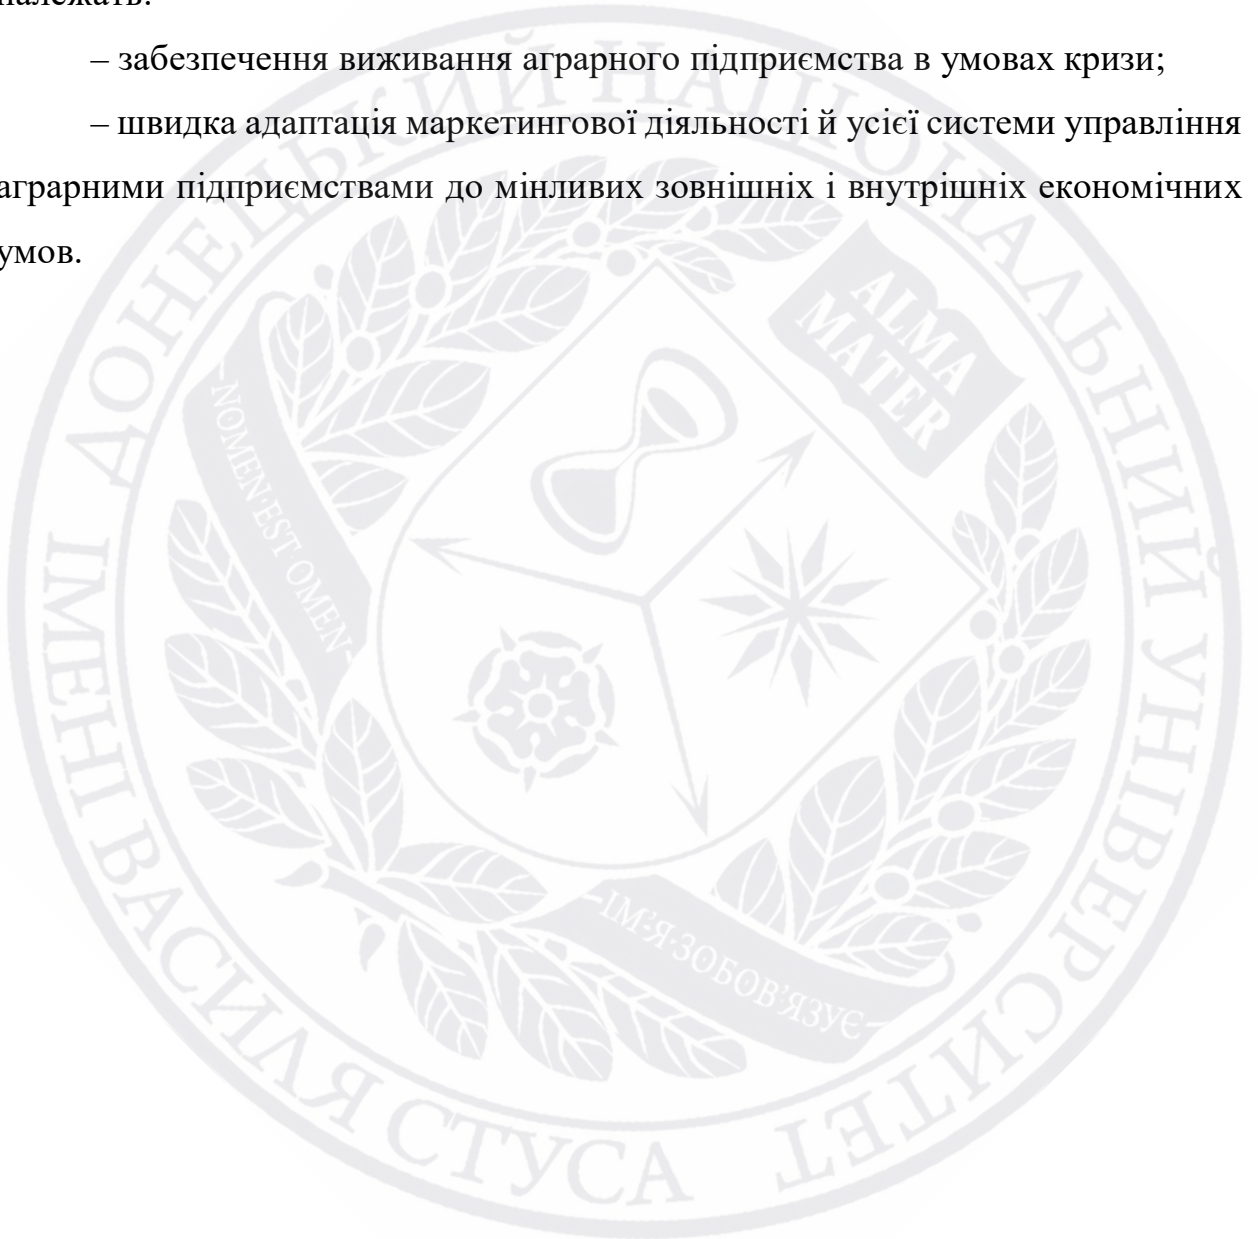 належать:
– забезпечення виживання аграрного підприємства в умовах кризи;
– швидка адаптація маркетингової діяльності й усієї системи управління
аграрними підприємствами до мінливих зовнішніх і внутрішніх економічних
умов.
ДОНЕЦЬКИЙ НАЦІОНАЛЬНИЙ УНІВЕРСИТЕТ
ІМЕНІ ВАСИЛЯ СТУСА
ALMA
MATER
NOMEN·EST·OMEN
ІМ'Я·ЗОБОВ'ЯЗУЄ